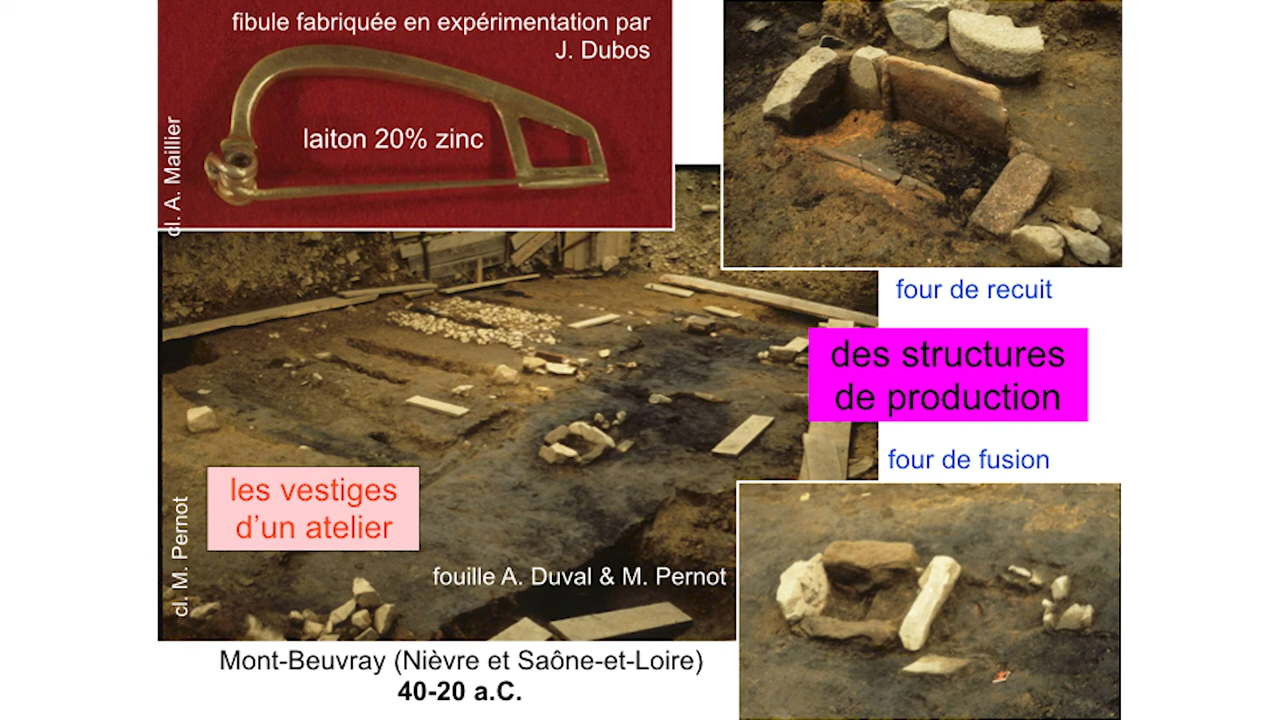 fibule fabriquée en expérimentation par
J. Dubos
laiton 20% zinc
cl. A. Maillier
four de recuit
des structures
de production
four de fusion
les vestiges
d'un atelier
cl. M. Pernot
fouille A. Duval & M. Pernot
Mont-Beuvray (Nièvre et Saône-et-Loire)
40-20 a.C.